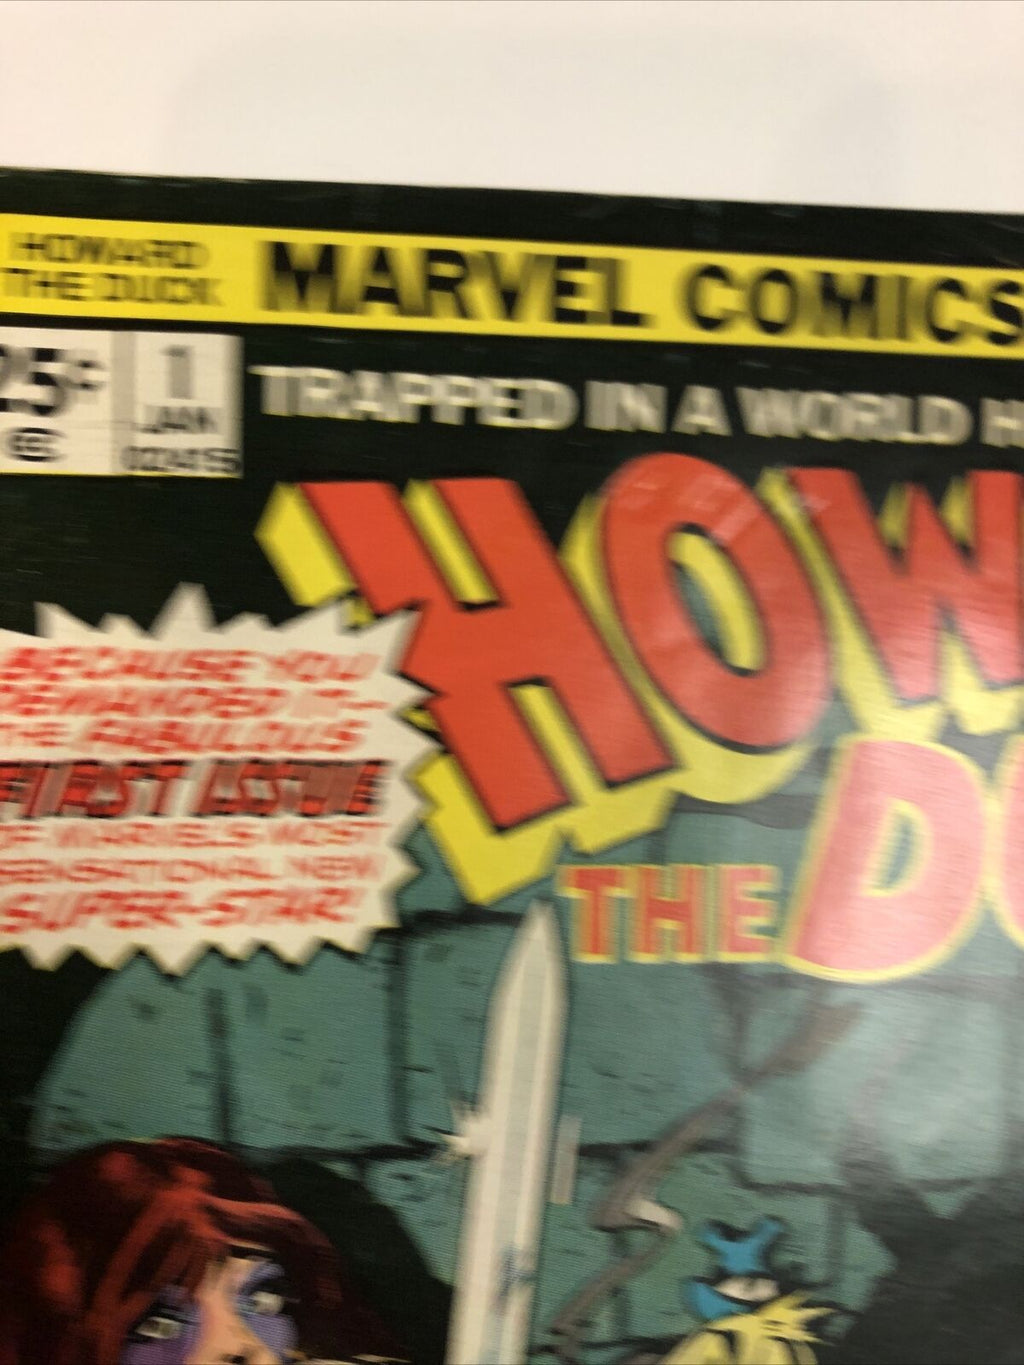 HOWARD
THE DUCK
MARVEL COMICS
25¢
1
JAN
02415
TRAPPED IN A WORLD H
HOW
THE DU
BECAUSE YOU
DEMANDED IT—
THE FABULOUS
FIRST ISSUE
OF MARVEL'S MOST
SENSATIONAL NEW
SUPER-STAR!